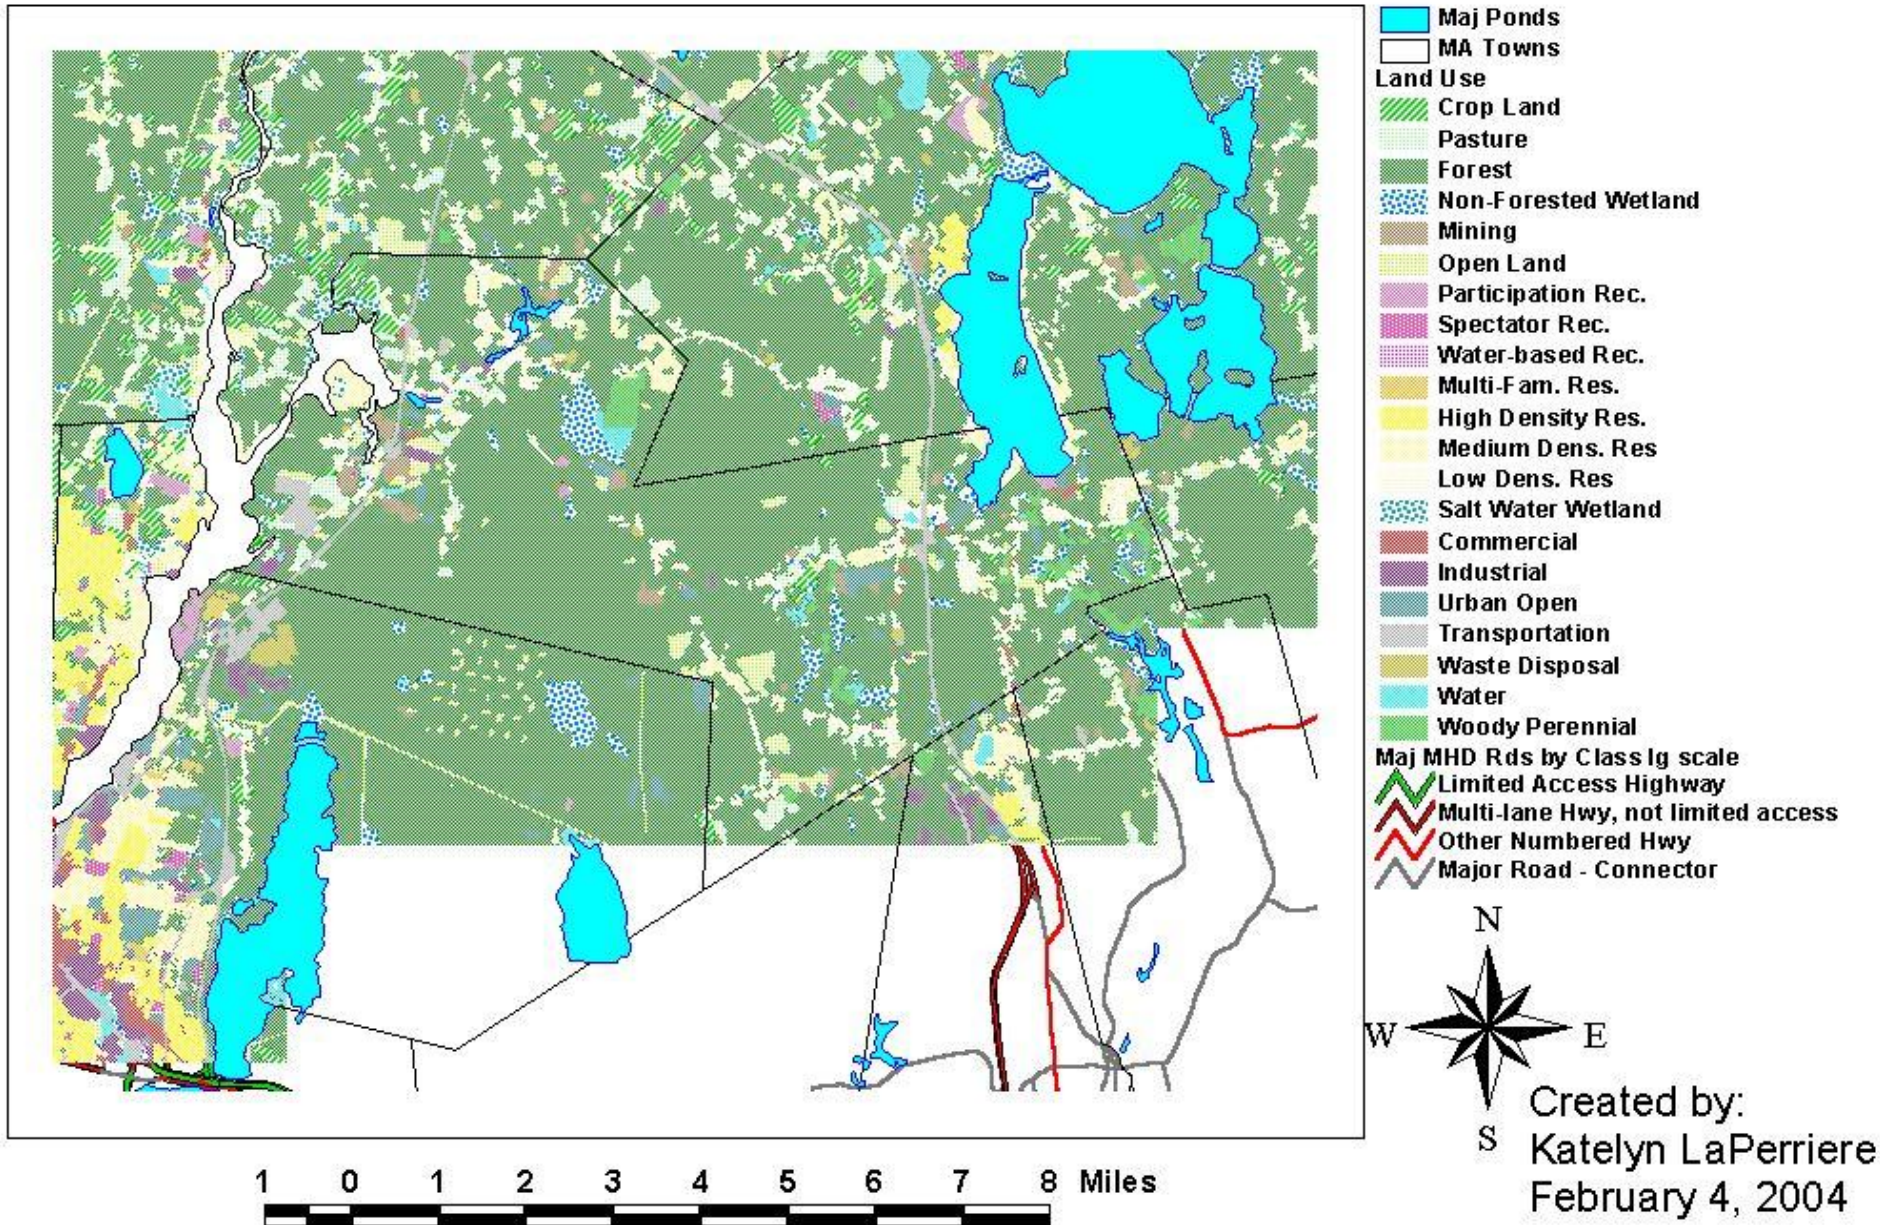 Maj Ponds
MA Towns
Land Use
Crop Land
Pasture
Forest
Non-Forested Wetland
Mining
Open Land
Participation Rec.
Spectator Rec.
Water-based Rec.
Multi-Fam. Res.
High Density Res.
Medium Dens. Res
Low Dens. Res
Salt Water Wetland
Commercial
Industrial
Urban Open
Transportation
Waste Disposal
Water
Woody Perennial
Maj MHD Rds by Class lg scale
Limited Access Highway
Multi-lane Hwy, not limited access
Other Numbered Hwy
Major Road - Connector
N
W E
S
Created by:
Katelyn LaPerriere
February 4, 2004
1 0 1 2 3 4 5 6 7 8 Miles